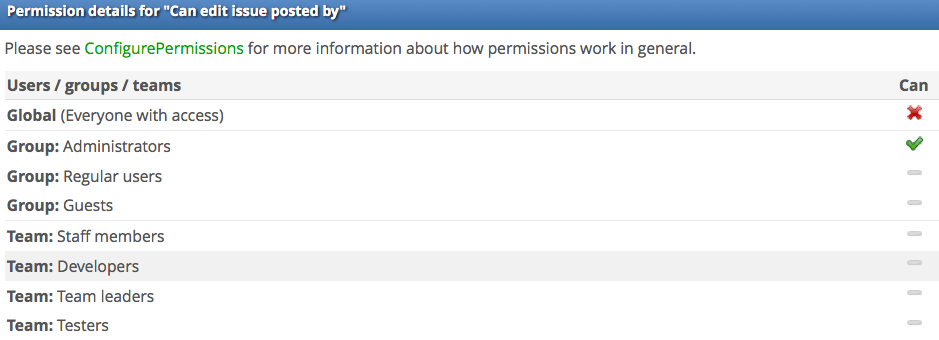 Permission details for "Can edit issue posted by"
Please see ConfigurePermissions for more information about how permissions work in general.
Users / groups / teams Can
Global (Everyone with access)
Group: Administrators
Group: Regular users
Group: Guests
Team: Staff members
Team: Developers
Team: Team leaders
Team: Testers